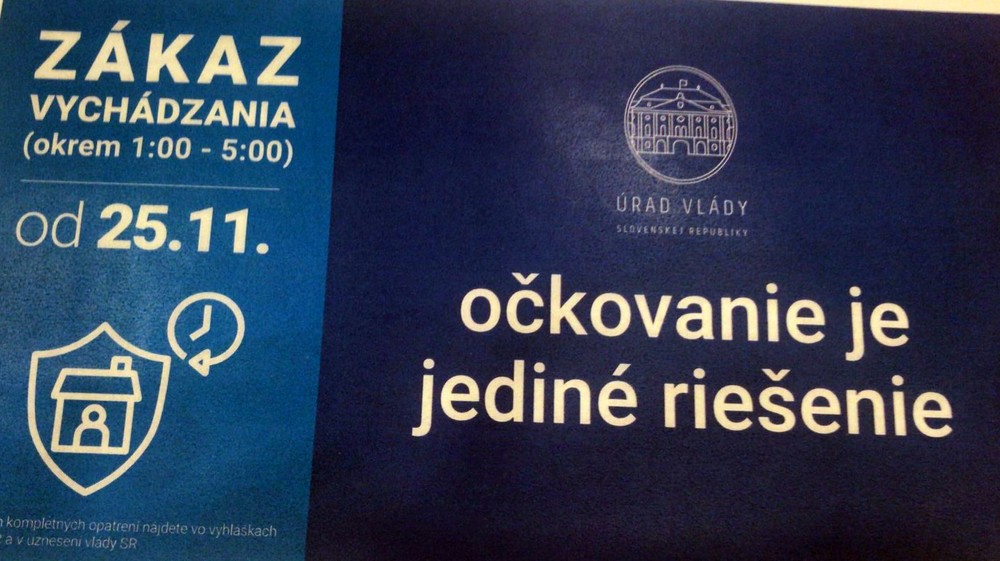 ZÁKAZ
VYCHÁDZANIA
(okrem 1:00 - 5:00)
od 25.11.
kompletných opatrení nájdete vo vyhláškach
a v uznesení vlády SR
ÚRAD VLÁDY
SLOVENSKEJ REPUBLIKY
očkovanie je
jediné riešenie